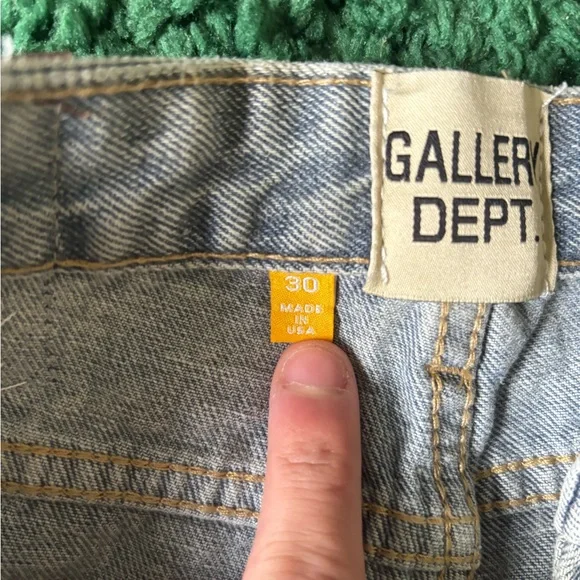 GALLERY
DEPT.
30
MADE
IN
USA